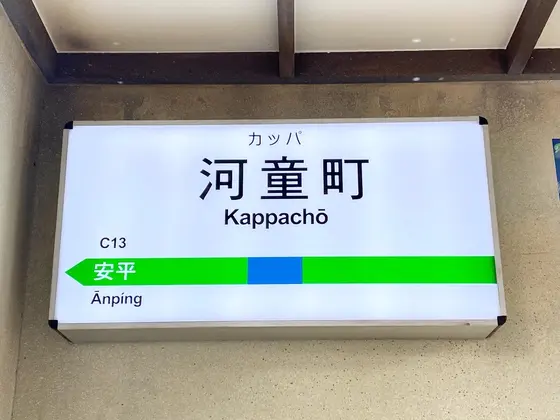 カッパ
河童町
Kappachō
C13
安平
Ānpíng